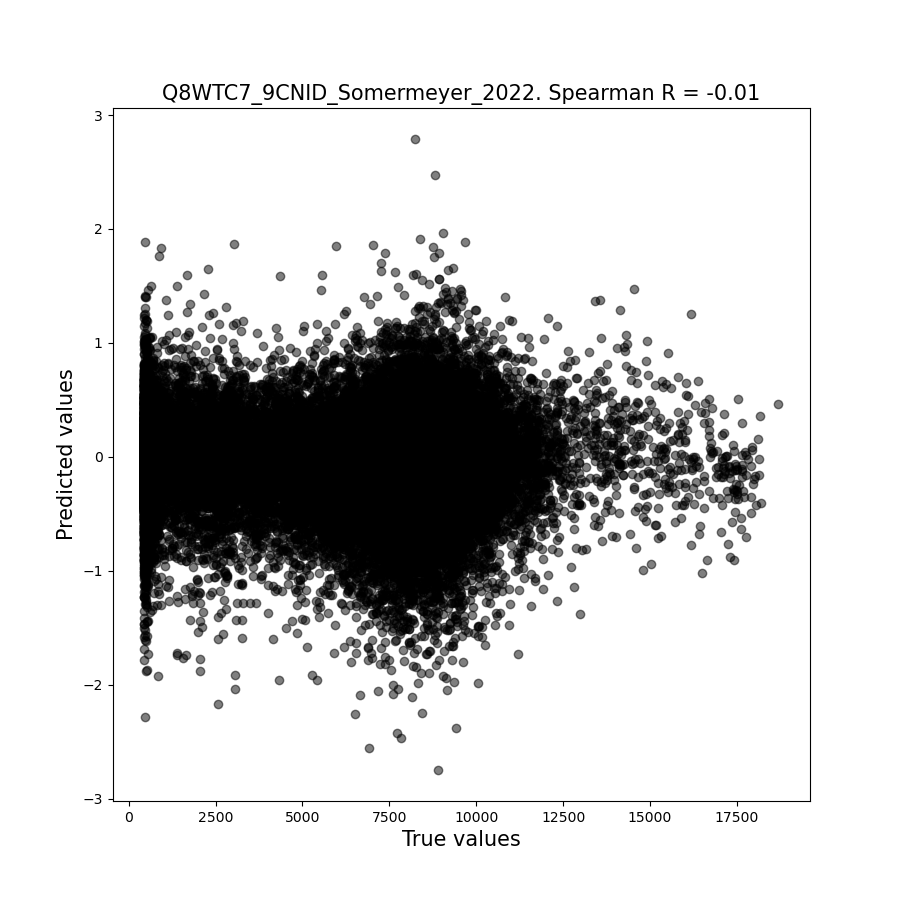 Q8WTC7_9CNID_Somermeyer_2022. Spearman R = -0.01
3
2
1
0
−1
−2
−3
Predicted values
0 2500 5000 7500 10000 12500 15000 17500
True values